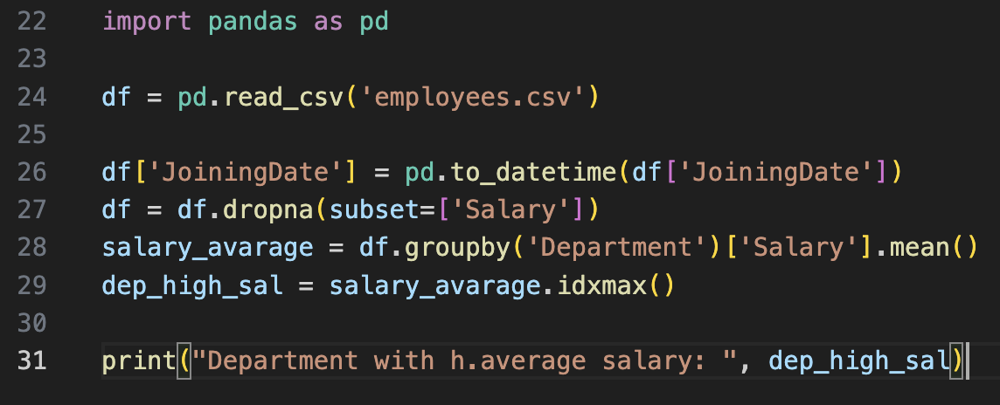 22 import pandas as pd
23
24 df = pd.read_csv('employees.csv')
25
26 df['JoiningDate'] = pd.to_datetime(df['JoiningDate'])
27 df = df.dropna(subset=['Salary'])
28 salary_avarage = df.groupby('Department')['Salary'].mean()
29 dep_high_sal = salary_avarage.idxmax()
30
31 print("Department with h.average salary: ", dep_high_sal)